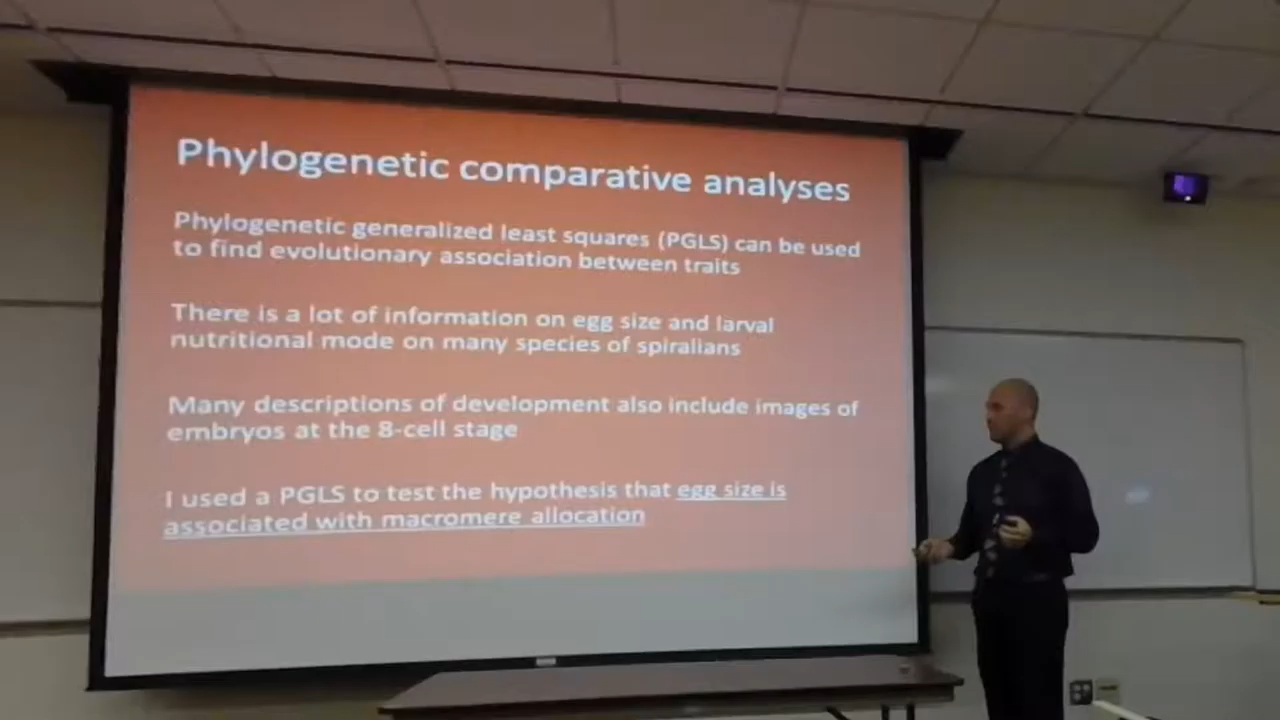 Phylogenetic comparative analyses
Phylogenetic generalized least squares (PGLS) can be used
to find evolutionary association between traits
There is a lot of information on egg size and larval
nutritional mode on many species of spiralians
Many descriptions of development also include images of
embryos at the 8-cell stage
I used a PGLS to test the hypothesis that egg size is
associated with macromere allocation